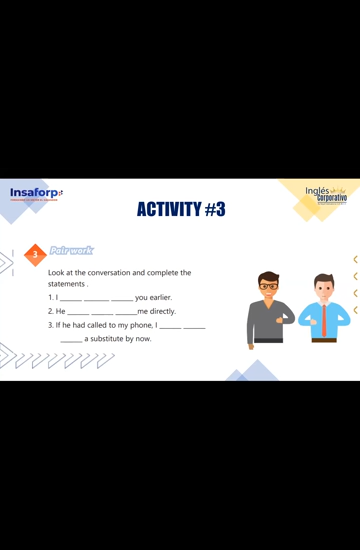 Insaforp
Inglés
Corporativo
ACTIVITY #3
3 Pair work
Look at the conversation and complete the
statements .
1. I ______ _______ ______ you earlier.
2. He ______ ______ ______me directly.
3. If he had called to my phone, I ______ ______
______ a substitute by now.